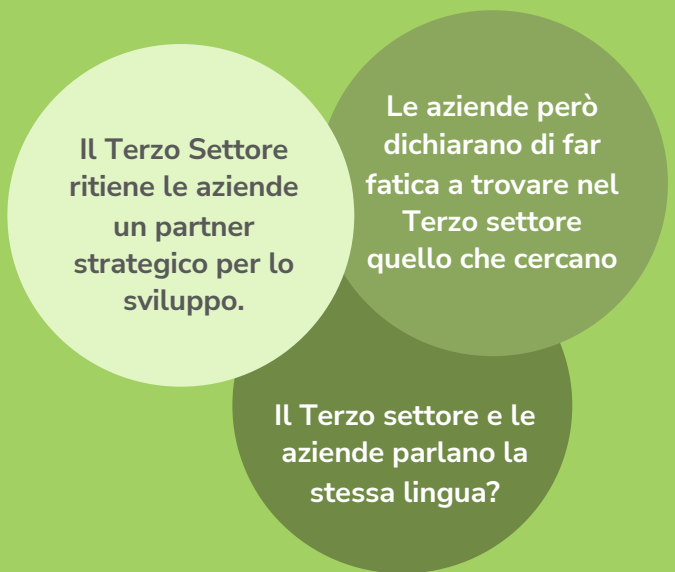 Il Terzo Settore
ritiene le aziende
un partner
strategico per lo
sviluppo.
Le aziende però
dichiarano di far
fatica a trovare nel
Terzo settore
quello che cercano
Il Terzo settore e le
aziende parlano la
stessa lingua?